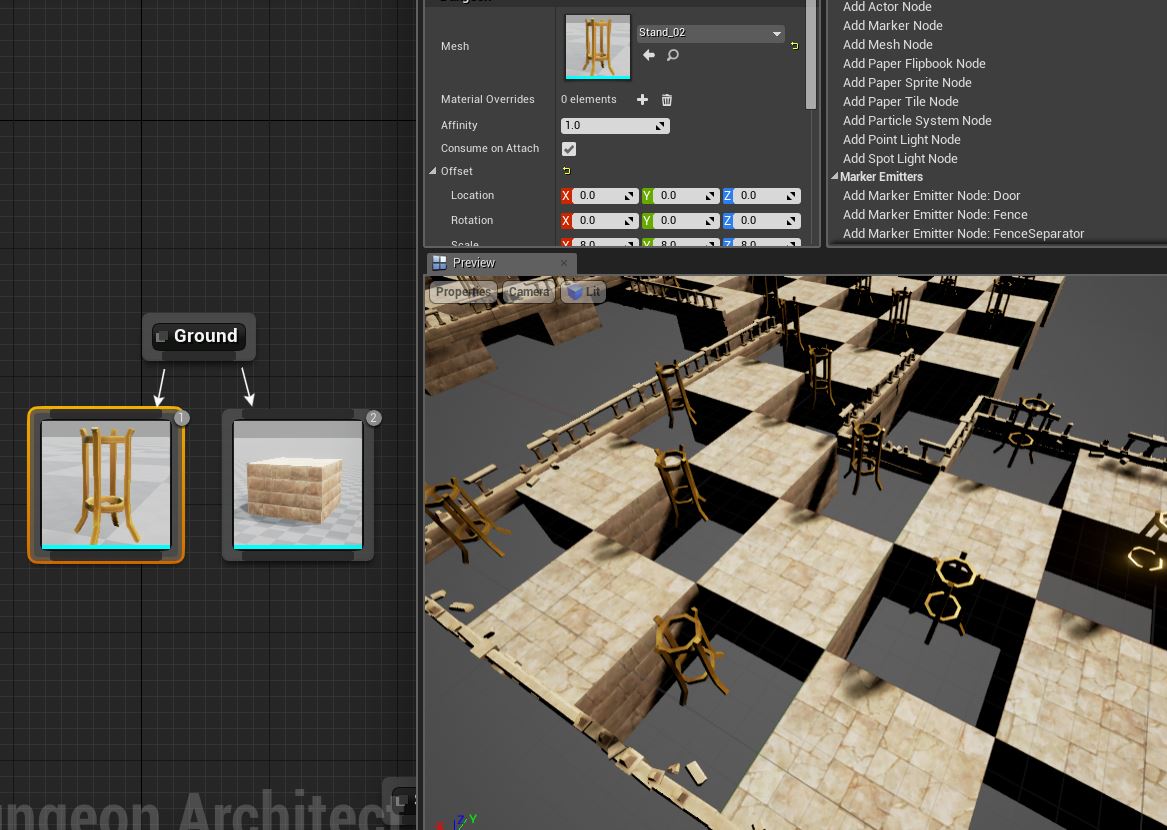 Mesh
Stand_02
Material Overrides 0 elements
Affinity 1.0
Consume on Attach
Offset
Location X 0.0 Y 0.0 Z 0.0
Rotation X 0.0 Y 0.0 Z 0.0
Scale X 8.0 Y 8.0 Z 8.0
Add Actor Node
Add Marker Node
Add Mesh Node
Add Paper Flipbook Node
Add Paper Sprite Node
Add Paper Tile Node
Add Particle System Node
Add Point Light Node
Add Spot Light Node
Marker Emitters
Add Marker Emitter Node: Door
Add Marker Emitter Node: Fence
Add Marker Emitter Node: FenceSeparator
Preview
Properties Camera Lit
Ground
1
2
ngeon Architect
Z Y